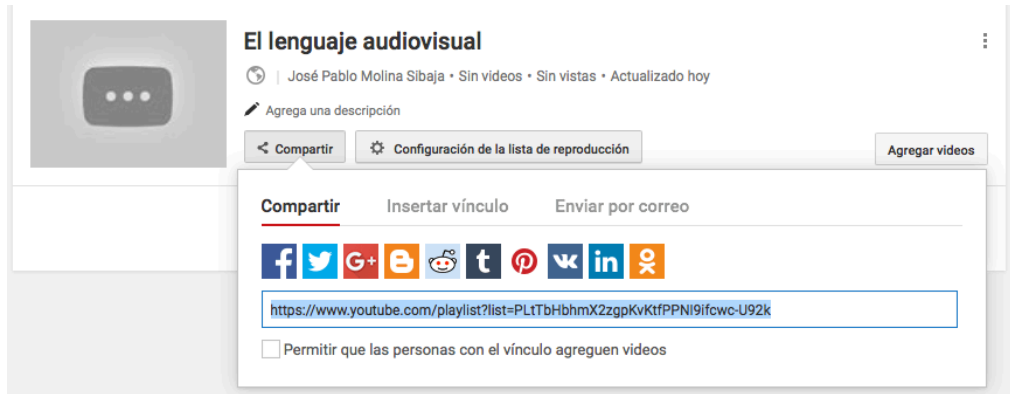 El lenguaje audiovisual
José Pablo Molina Sibaja • Sin videos • Sin vistas • Actualizado hoy
Agrega una descripción
Compartir
Configuración de la lista de reproducción
Agregar videos
Compartir Insertar vínculo Enviar por correo
https://www.youtube.com/playlist?list=PLtTbHbhmX2zgpKvKtfPPNI9ifcwc-U92k
Permitir que las personas con el vínculo agreguen videos